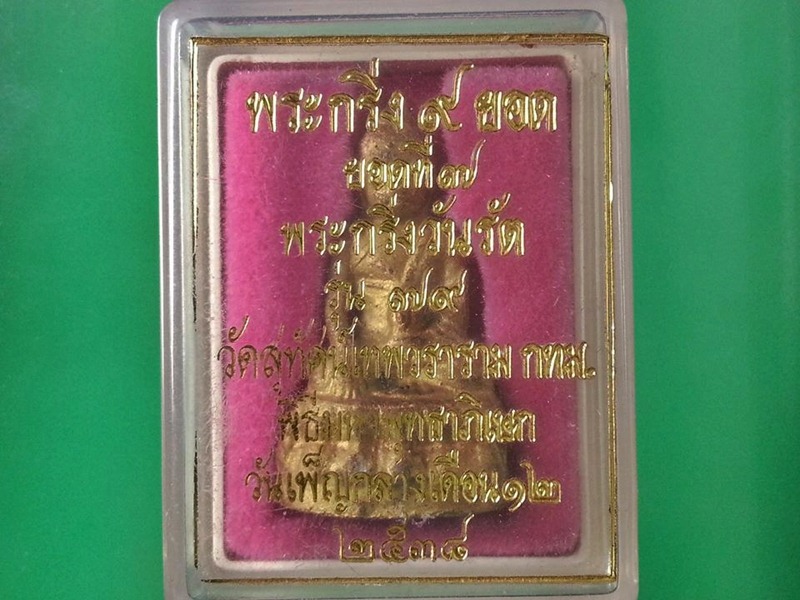 พระกริ่ง ๙ ยอด
ยอดที่ ๗
พระกริ่งวันรัต
รุ่น ๗๙
วัดสุทัศน์เทพวราราม กทม.
พิธีมหาพุทธาภิเษก
วันเพ็ญกลางเดือน๑๒
๒๕๓๘